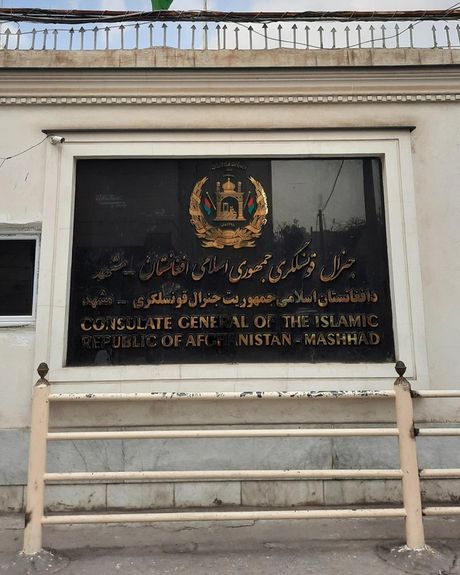 جنرال قونسلگری جمهوری اسلامی افغانستان - مشهد
د افغانستان اسلامی جمهوریت جنرال قونسلگری - مشهد
CONSULATE GENERAL OF THE ISLAMIC
REPUBLIC OF AFGHANISTAN - MASHHAD